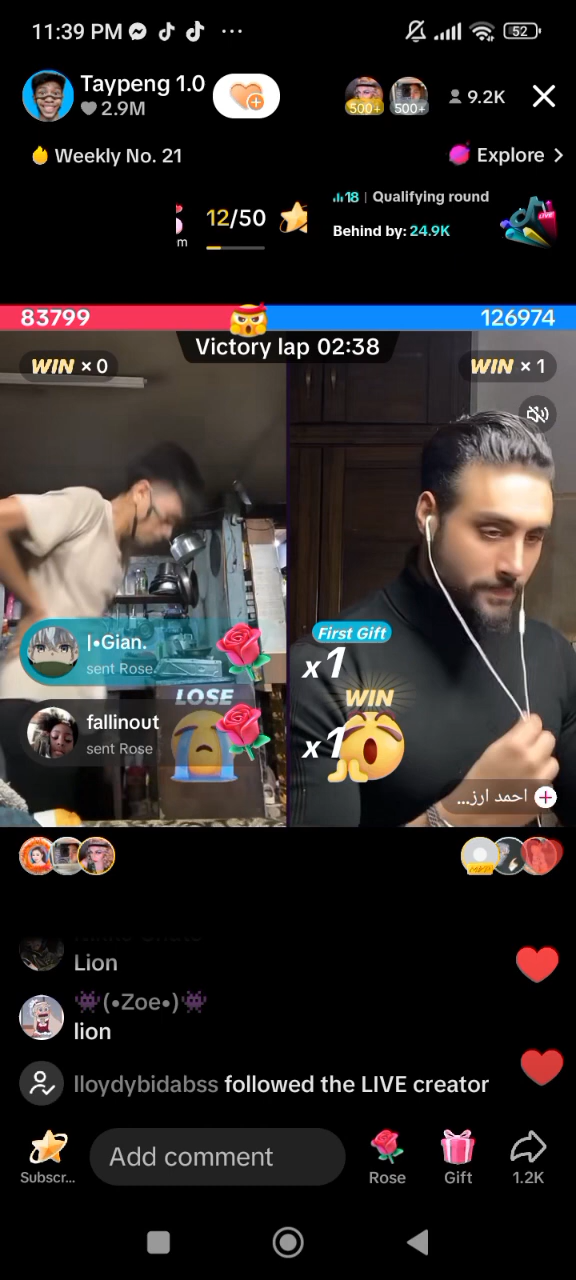 11:39 PM
52
Taypeng 1.0
2.9M
500+
500+
9.2K
Weekly No. 21
Explore
12/50
m
18 | Qualifying round
Behind by: 24.9K
LIVE
83799
126974
Victory lap 02:38
WIN × 0
WIN × 1
|•Gian.
sent Rose
First Gift
x1
LOSE
WIN
fallinout
sent Rose
x1
احمد ارز...
Lion
(•Zoe•)
lion
lloydybidabss followed the LIVE creator
Subscr...
Add comment
Rose
Gift
1.2K